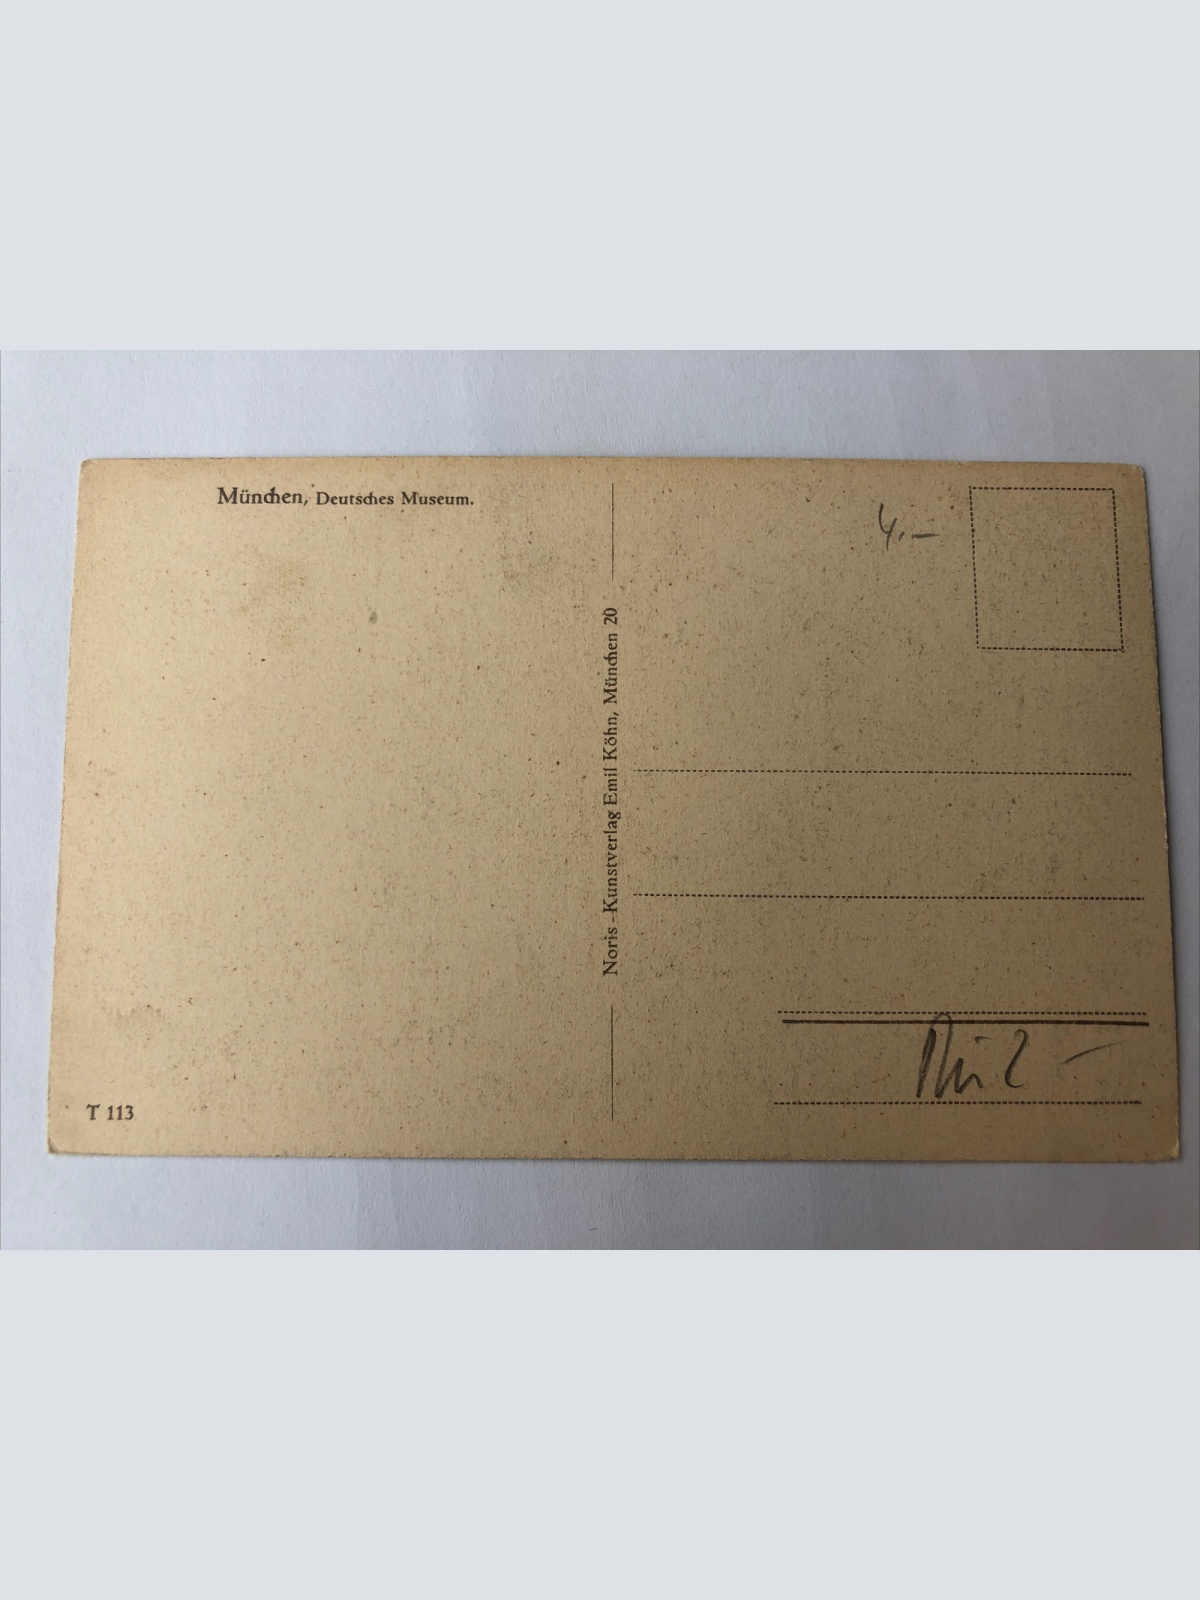 München, Deutsches Museum.
4.–
Noris-Kunstverlag Emil Köhn, München 20
T 113